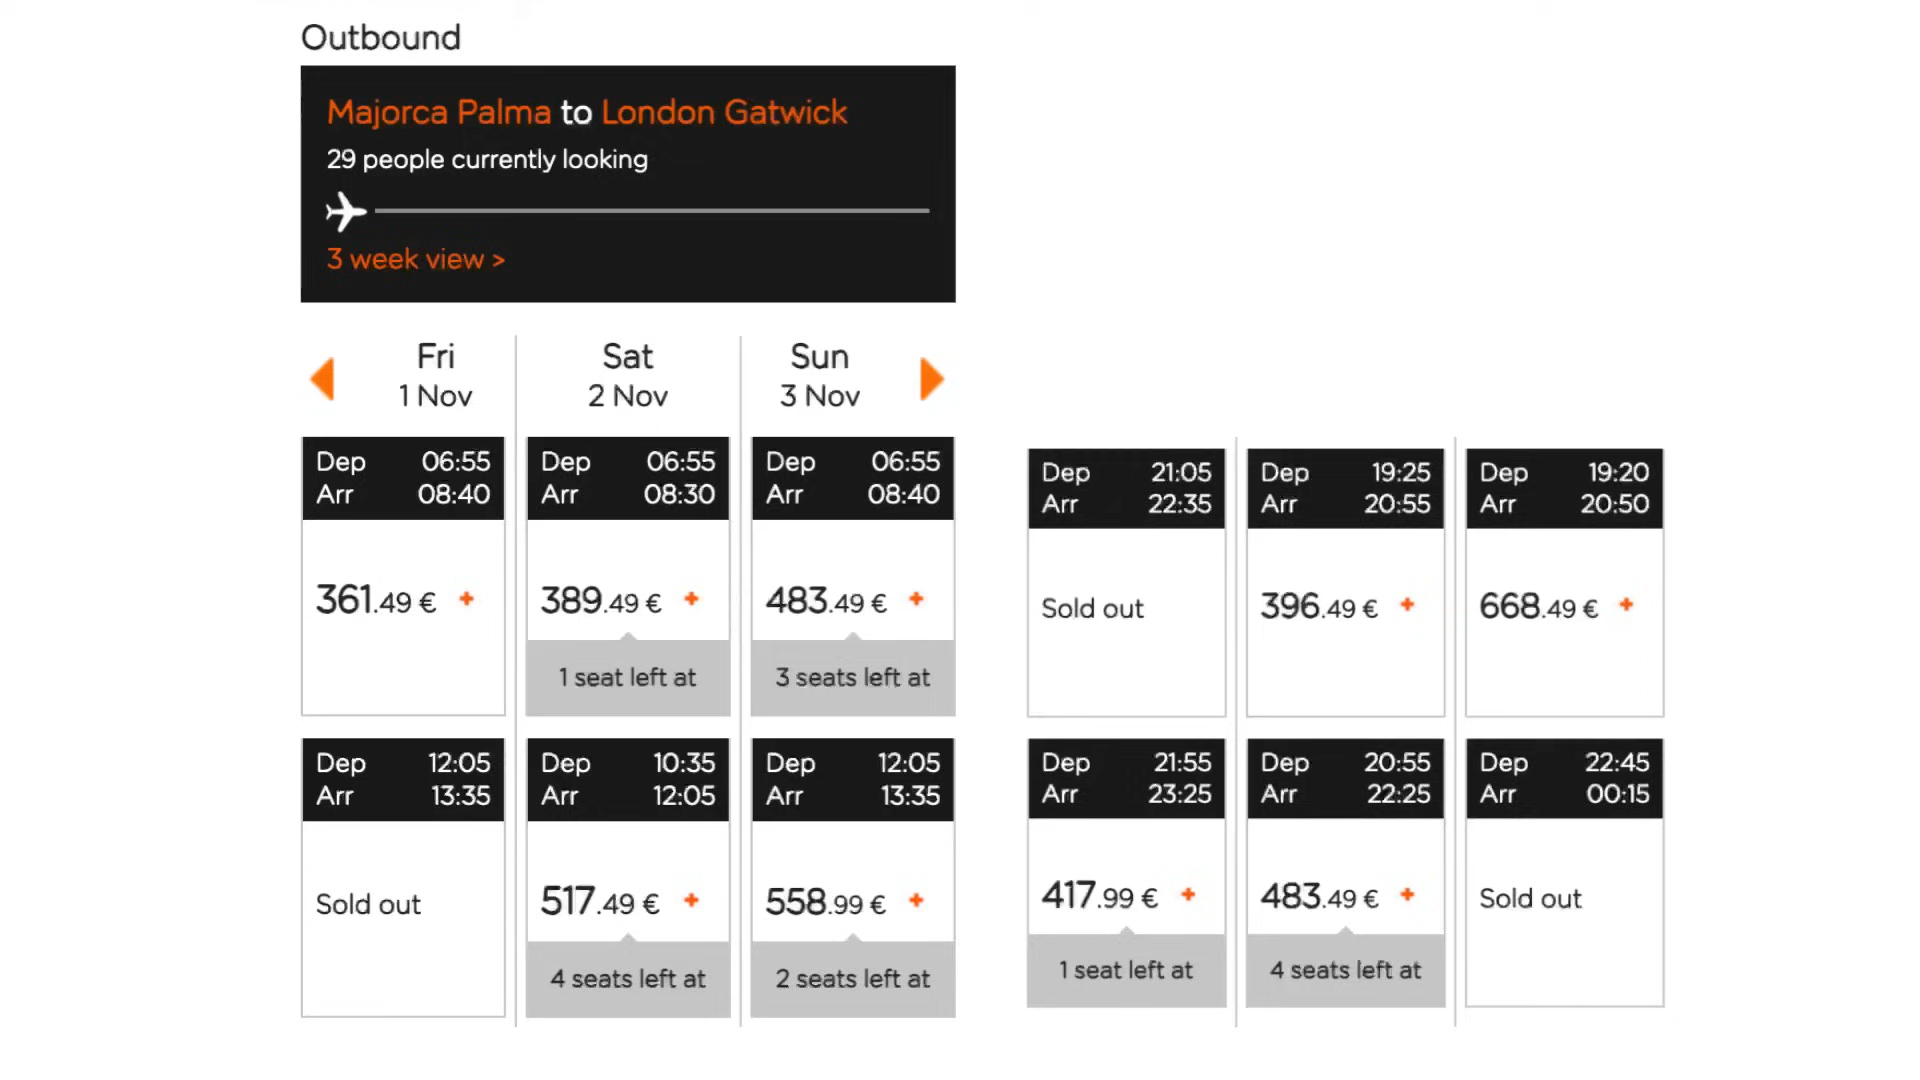 Outbound
Majorca Palma to London Gatwick
29 people currently looking
3 week view >
Fri
1 Nov
Sat
2 Nov
Sun
3 Nov
Dep 06:55
Arr 08:40
361.49 € +
Dep 06:55
Arr 08:30
389.49 € +
1 seat left at
Dep 06:55
Arr 08:40
483.49 € +
3 seats left at
Dep 12:05
Arr 13:35
Sold out
Dep 10:35
Arr 12:05
517.49 € +
4 seats left at
Dep 12:05
Arr 13:35
558.99 € +
2 seats left at
Dep 21:05
Arr 22:35
Sold out
Dep 19:25
Arr 20:55
396.49 € +
Dep 19:20
Arr 20:50
668.49 € +
Dep 21:55
Arr 23:25
417.99 € +
1 seat left at
Dep 20:55
Arr 22:25
483.49 € +
4 seats left at
Dep 22:45
Arr 00:15
Sold out